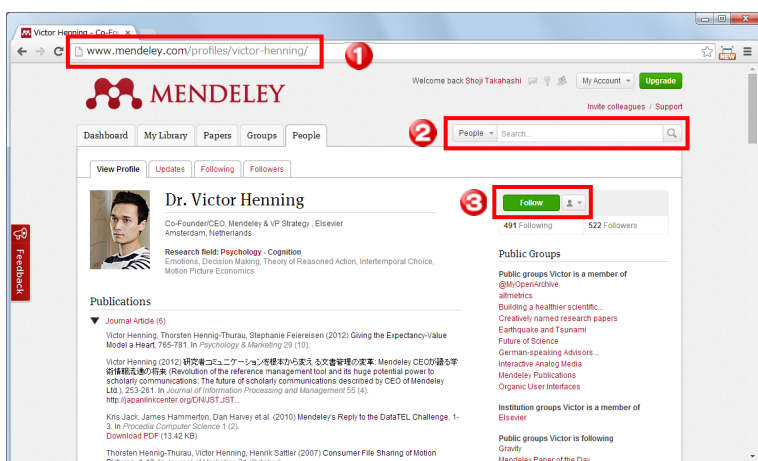 Victor Henning - Co-Fou
www.mendeley.com/profiles/victor-henning/
1
NEW
MENDELEY
Welcome back Shoji Takahashi
My Account
Upgrade
Invite colleagues / Support
Dashboard
My Library
Papers
Groups
People
2
People
Search...
View Profile
Updates
Following
Followers
Dr. Victor Henning
Co-Founder/CEO, Mendeley & VP Strategy , Elsevier
Amsterdam, Netherlands
Research field: Psychology - Cognition
Emotions, Decision Making, Theory of Reasoned Action, Intertemporal Choice,
Motion Picture Economics
3
Follow
491 Following
522 Followers
Feedback
Publications
Journal Article (6)
Victor Henning, Thorsten Hennig-Thurau, Stephanie Feiereisen (2012) Giving the Expectancy-Value
Model a Heart, 765-781. In Psychology & Marketing 29 (10).
Victor Henning (2012) 研究者コミュニケーションを根本から変える文書管理の変革: Mendeley CEOが語る学
術情報流通の将来 (Revolution of the reference management tool and its huge potential power to
scholarly communications: The future of scholarly communications described by CEO of Mendeley
Ltd.), 253-261. In Journal of Information Processing and Management 55 (4).
http://japanlinkcenter.org/DN/JST.JST...
Kris Jack, James Hammerton, Dan Harvey et al. (2010) Mendeley's Reply to the DataTEL Challenge, 1-
3. In Procedia Computer Science 1 (2).
Download PDF (13.42 KB)
Thorsten Hennig-Thurau, Victor Henning, Henrik Sattler (2007) Consumer File Sharing of Motion
Public Groups
Public groups Victor is a member of
@MyOpenArchive
altmetrics
Building a healthier scientific...
Creatively named research papers
Earthquake and Tsunami
Future of Science
German-speaking Advisors...
Interactive Analog Media
Mendeley Publications
Organic User Interfaces
Institution groups Victor is a member of
Elsevier
Public groups Victor is following
Gravity
Mendeley Paper of the Day